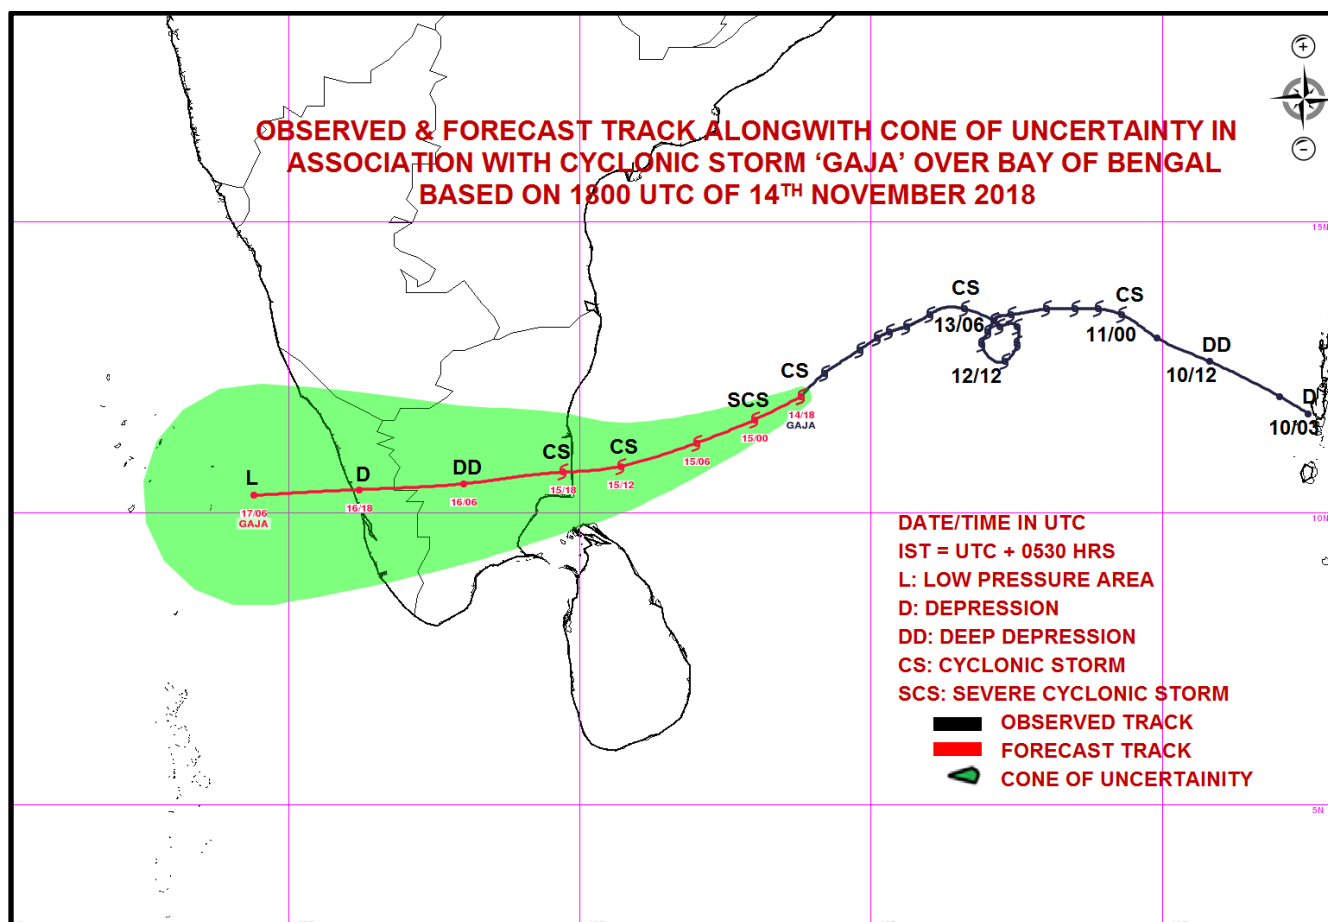 OBSERVED & FORECAST TRACK ALONGWITH CONE OF UNCERTAINTY IN
ASSOCIATION WITH CYCLONIC STORM ‘GAJA’ OVER BAY OF BENGAL
BASED ON 1800 UTC OF 14TH NOVEMBER 2018
15N
CS
CS
13/06
11/00
DD
12/12
10/12
CS
D
SCS
14/18
GAJA
10/03
15/00
CS
15/06
CS
15/12
DD
15/18
D
16/06
L
16/18
17/06
GAJA
10N
DATE/TIME IN UTC
IST = UTC + 0530 HRS
L: LOW PRESSURE AREA
D: DEPRESSION
DD: DEEP DEPRESSION
CS: CYCLONIC STORM
SCS: SEVERE CYCLONIC STORM
OBSERVED TRACK
FORECAST TRACK
CONE OF UNCERTAINITY
5N